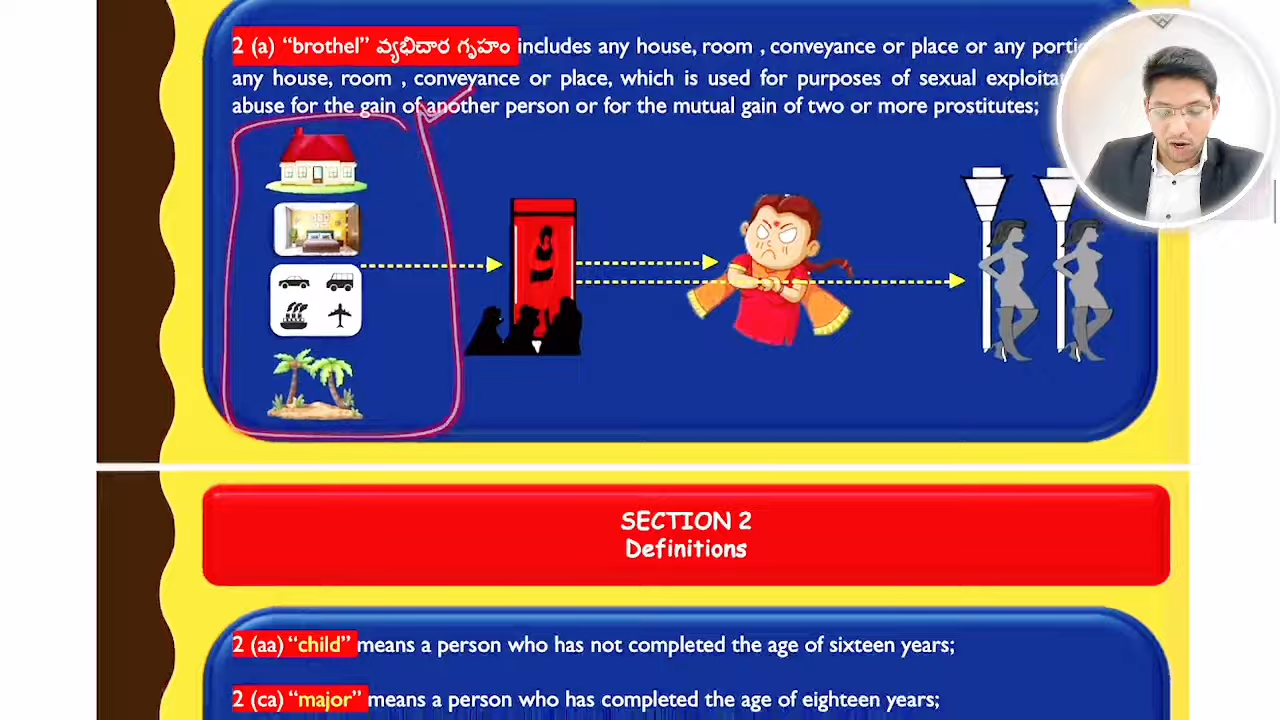 2 (a) “brothel” వ్యభిచార గృహం includes any house, room , conveyance or place or any
any house, room , conveyance or place, which is used for purposes of sexual
abuse for the gain of another person or for the mutual gain of two or more prostitutes;
SECTION 2
Definitions
2 (aa) “child” means a person who has not completed the age of sixteen years;
2 (ca) “major” means a person who has completed the age of eighteen years;